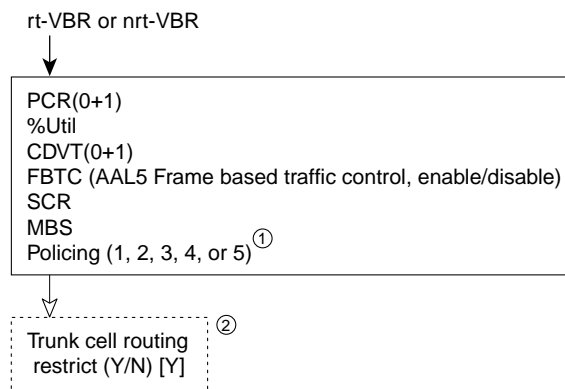 rt-VBR or nrt-VBR
PCR(0+1)
%Util
CDVT(0+1)
FBTC (AAL5 Frame based traffic control, enable/disable)
SCR
MBS
Policing (1, 2, 3, 4, or 5) ①
Trunk cell routing ②
restrict (Y/N) [Y]